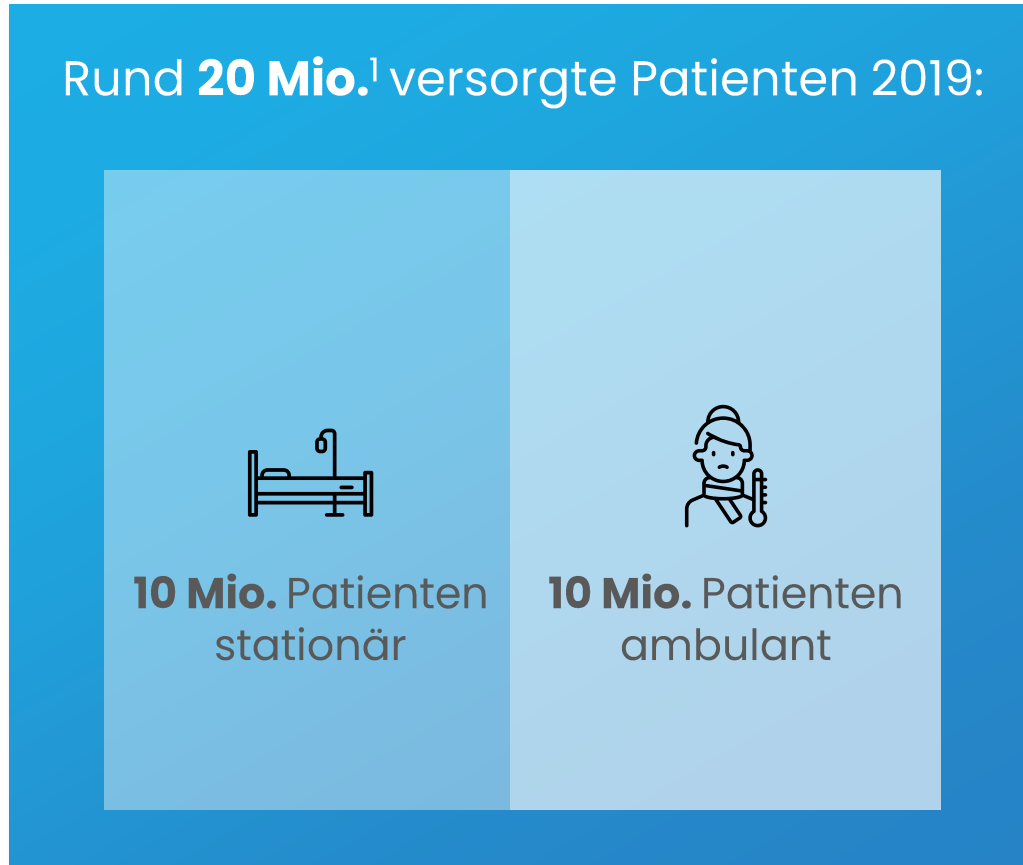 Rund 20 Mio.¹ versorgte Patienten 2019:
10 Mio. Patienten
stationär
10 Mio. Patienten
ambulant